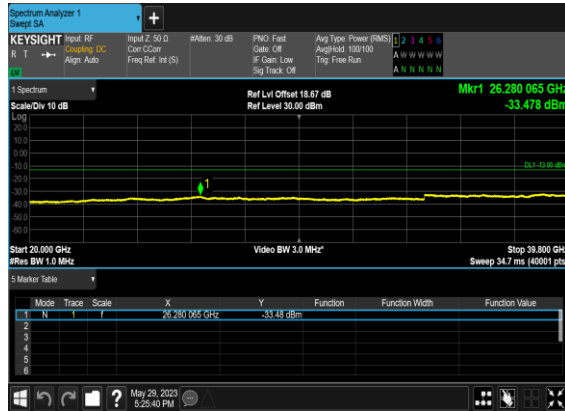 Spectrum Analyzer 1
Swept SA
+
KEYSIGHT
R T
LW
Input: RF
Coupling: DC
Align: Auto
Input Z: 50 Ω
Corr CCorr
Freq Ref: Int (S)
#Atten: 30 dB
PNO: Fast
Gate: Off
IF Gain: Low
Sig Track: Off
Avg Type: Power (RMS)
Avg|Hold: 100/100
Trig: Free Run
1 2 3 4 5 6
A W W W W W
A N N N N N
1 Spectrum
Scale/Div 10 dB
Ref Lvl Offset 18.67 dB
Ref Level 30.00 dBm
Mkr1 26.280 065 GHz
-33.478 dBm
Log
20.0
10.0
0.00
-10.0
DL1 -13.00 dBm
-20.0
1
-30.0
-40.0
-50.0
-60.0
Start 20.000 GHz
Video BW 3.0 MHz*
Stop 39.800 GHz
#Res BW 1.0 MHz
Sweep 34.7 ms (40001 pts)
5 Marker Table
Mode Trace Scale X Y Function Function Width Function Value
1 N 1 f 26.280 065 GHz -33.48 dBm
2
3
4
5
6
?
May 29, 2023
5:25:40 PM